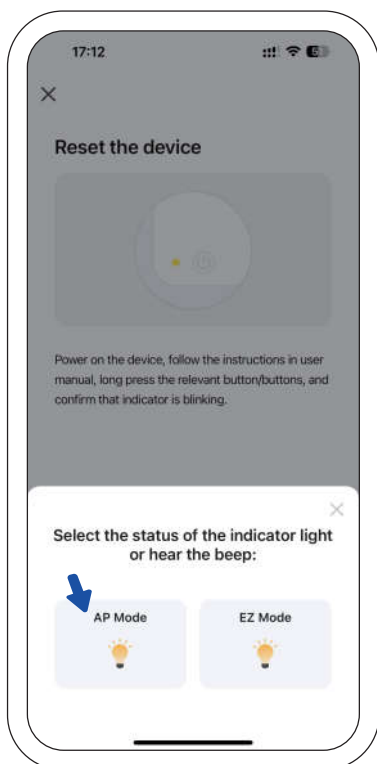 17:12
Reset the device
Power on the device, follow the instructions in user
manual, long press the relevant button/buttons, and
confirm that indicator is blinking.
Select the status of the indicator light
or hear the beep:
AP Mode
EZ Mode